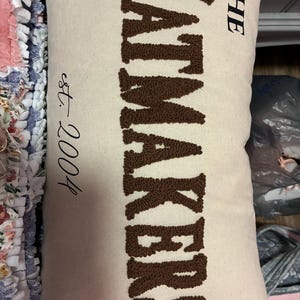 HE
ATMAKER
est. 2004